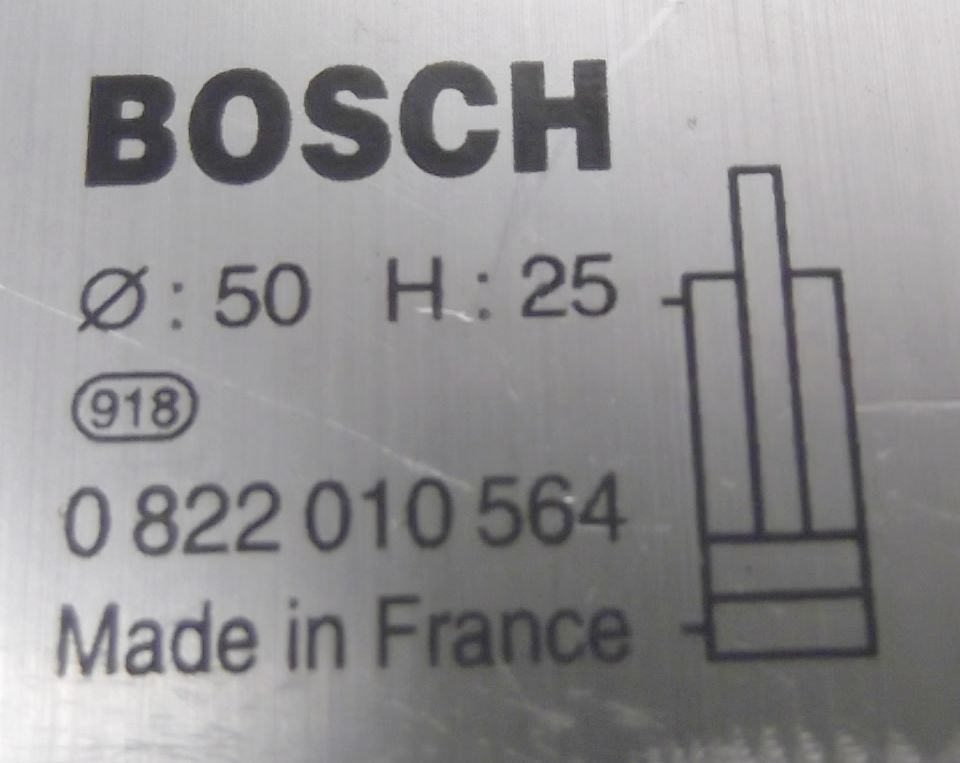 BOSCH
Ø : 50 H : 25
918
0 822 010 564
Made in France